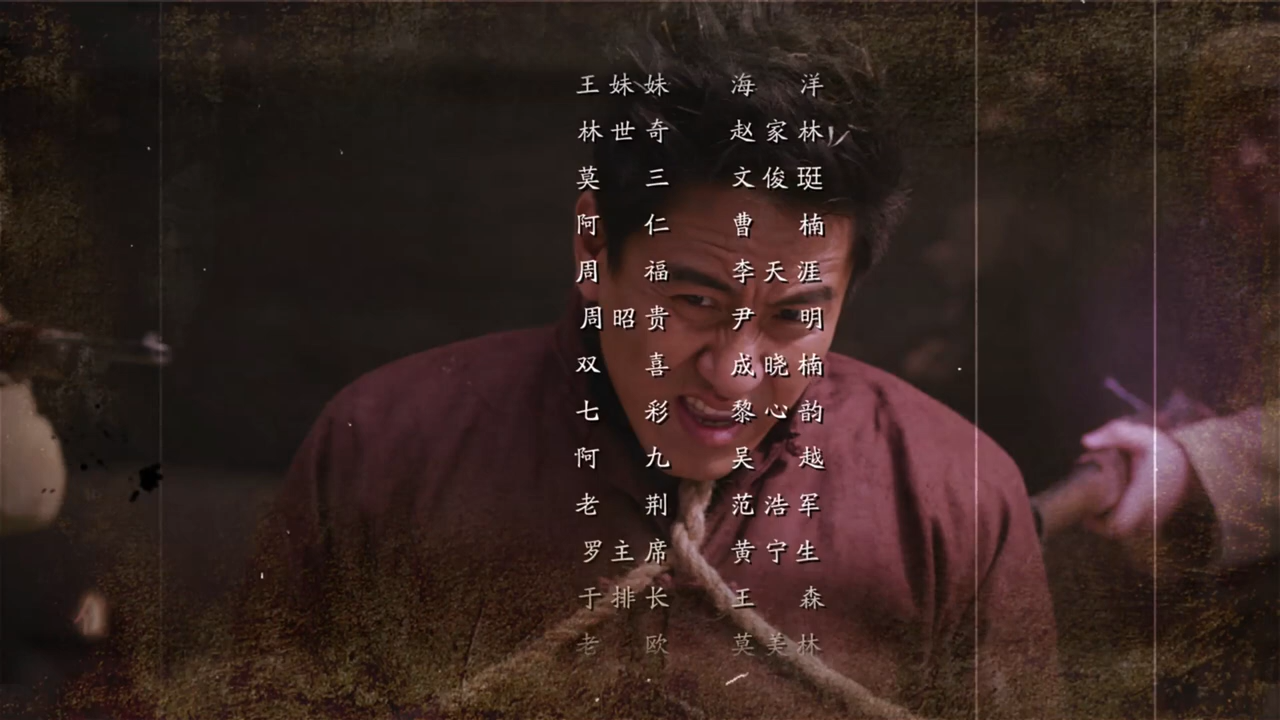 王妹妹 海洋
林世奇 赵家林
莫三 文俊珽
阿仁 曹楠
周福 李天涯
周昭贵 尹明
双喜 成晓楠
七彩 黎心韵
阿九 吴越
老荆 范浩军
罗主席 黄宁生
于排长 王森
老欧 莫美林